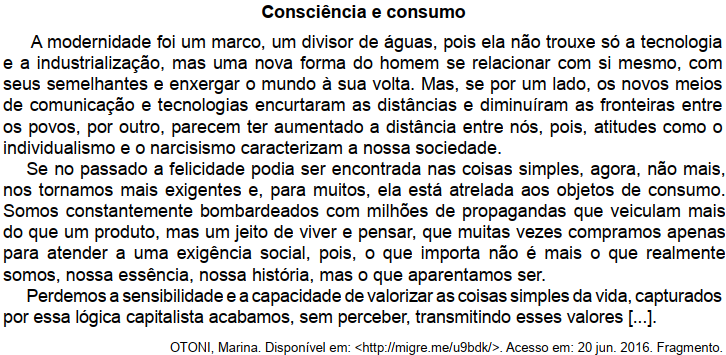 Consciência e consumo
A modernidade foi um marco, um divisor de águas, pois ela não trouxe só a tecnologia
e a industrialização, mas uma nova forma do homem se relacionar com si mesmo, com
seus semelhantes e enxergar o mundo à sua volta. Mas, se por um lado, os novos meios
de comunicação e tecnologias encurtaram as distâncias e diminuíram as fronteiras entre
os povos, por outro, parecem ter aumentado a distância entre nós, pois, atitudes como o
individualismo e o narcisismo caracterizam a nossa sociedade.
Se no passado a felicidade podia ser encontrada nas coisas simples, agora, não mais,
nos tornamos mais exigentes e, para muitos, ela está atrelada aos objetos de consumo.
Somos constantemente bombardeados com milhões de propagandas que veiculam mais
do que um produto, mas um jeito de viver e pensar, que muitas vezes compramos apenas
para atender a uma exigência social, pois, o que importa não é mais o que realmente
somos, nossa essência, nossa história, mas o que aparentamos ser.
Perdemos a sensibilidade e a capacidade de valorizar as coisas simples da vida, capturados
por essa lógica capitalista acabamos, sem perceber, transmitindo esses valores [...].
OTONI, Marina. Disponível em: <http://migre.me/u9bdk/>. Acesso em: 20 jun. 2016. Fragmento.